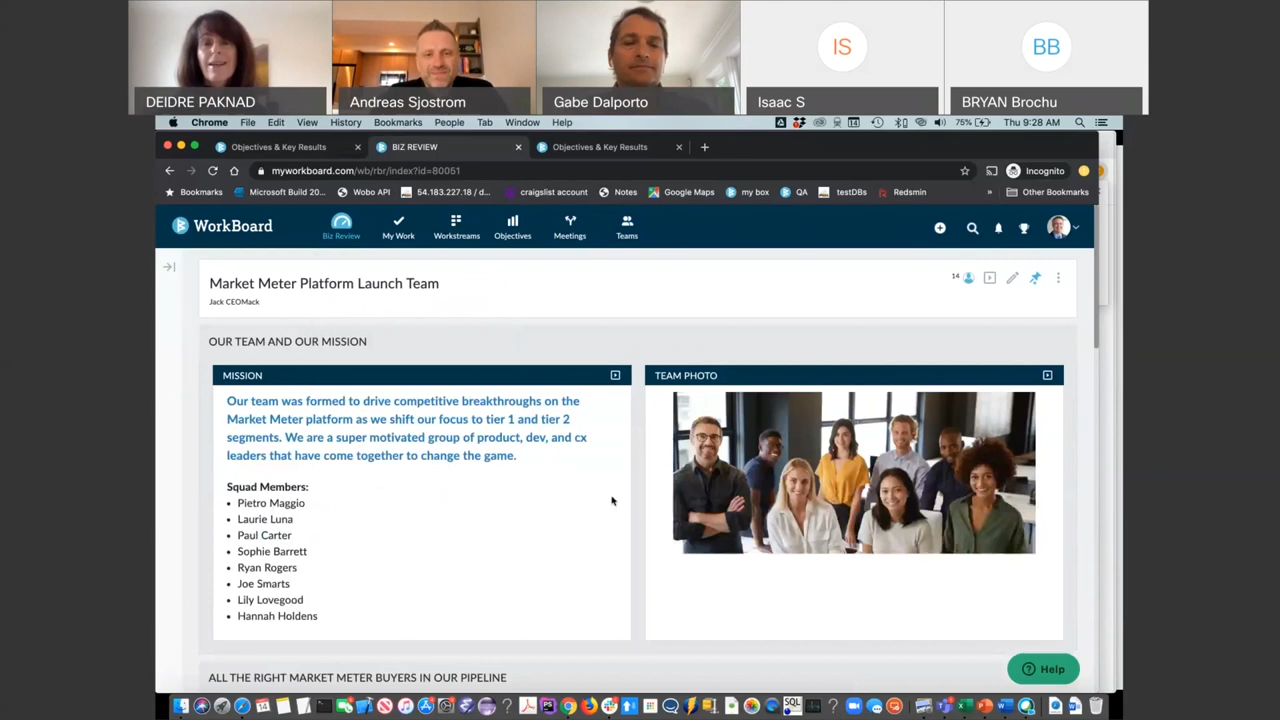 IS
BB
DEIDRE PAKNAD
Andreas Sjostrom
Gabe Dalporto
Isaac S
BRYAN Brochu
Chrome File Edit View History Bookmarks People Tab Window Help
14
75%
Thu 9:28 AM
Objectives & Key Results
BIZ REVIEW
Objectives & Key Results
myworkboard.com/wb/rbr/index?id=80051
Incognito
Bookmarks
Microsoft Build 20...
Wobo API
54.183.227.18 / d...
craigslist account
Notes
Google Maps
my box
QA
testDBs
Redsmin
»
Other Bookmarks
WorkBoard
Biz Review
My Work
Workstreams
Objectives
Meetings
Teams
Market Meter Platform Launch Team
14
Jack CEOMack
OUR TEAM AND OUR MISSION
MISSION
Our team was formed to drive competitive breakthroughs on the
Market Meter platform as we shift our focus to tier 1 and tier 2
segments. We are a super motivated group of product, dev, and cx
leaders that have come together to change the game.
Squad Members:
• Pietro Maggio
• Laurie Luna
• Paul Carter
• Sophie Barrett
• Ryan Rogers
• Joe Smarts
• Lily Lovegood
• Hannah Holdens
TEAM PHOTO
ALL THE RIGHT MARKET METER BUYERS IN OUR PIPELINE
Help
SQL